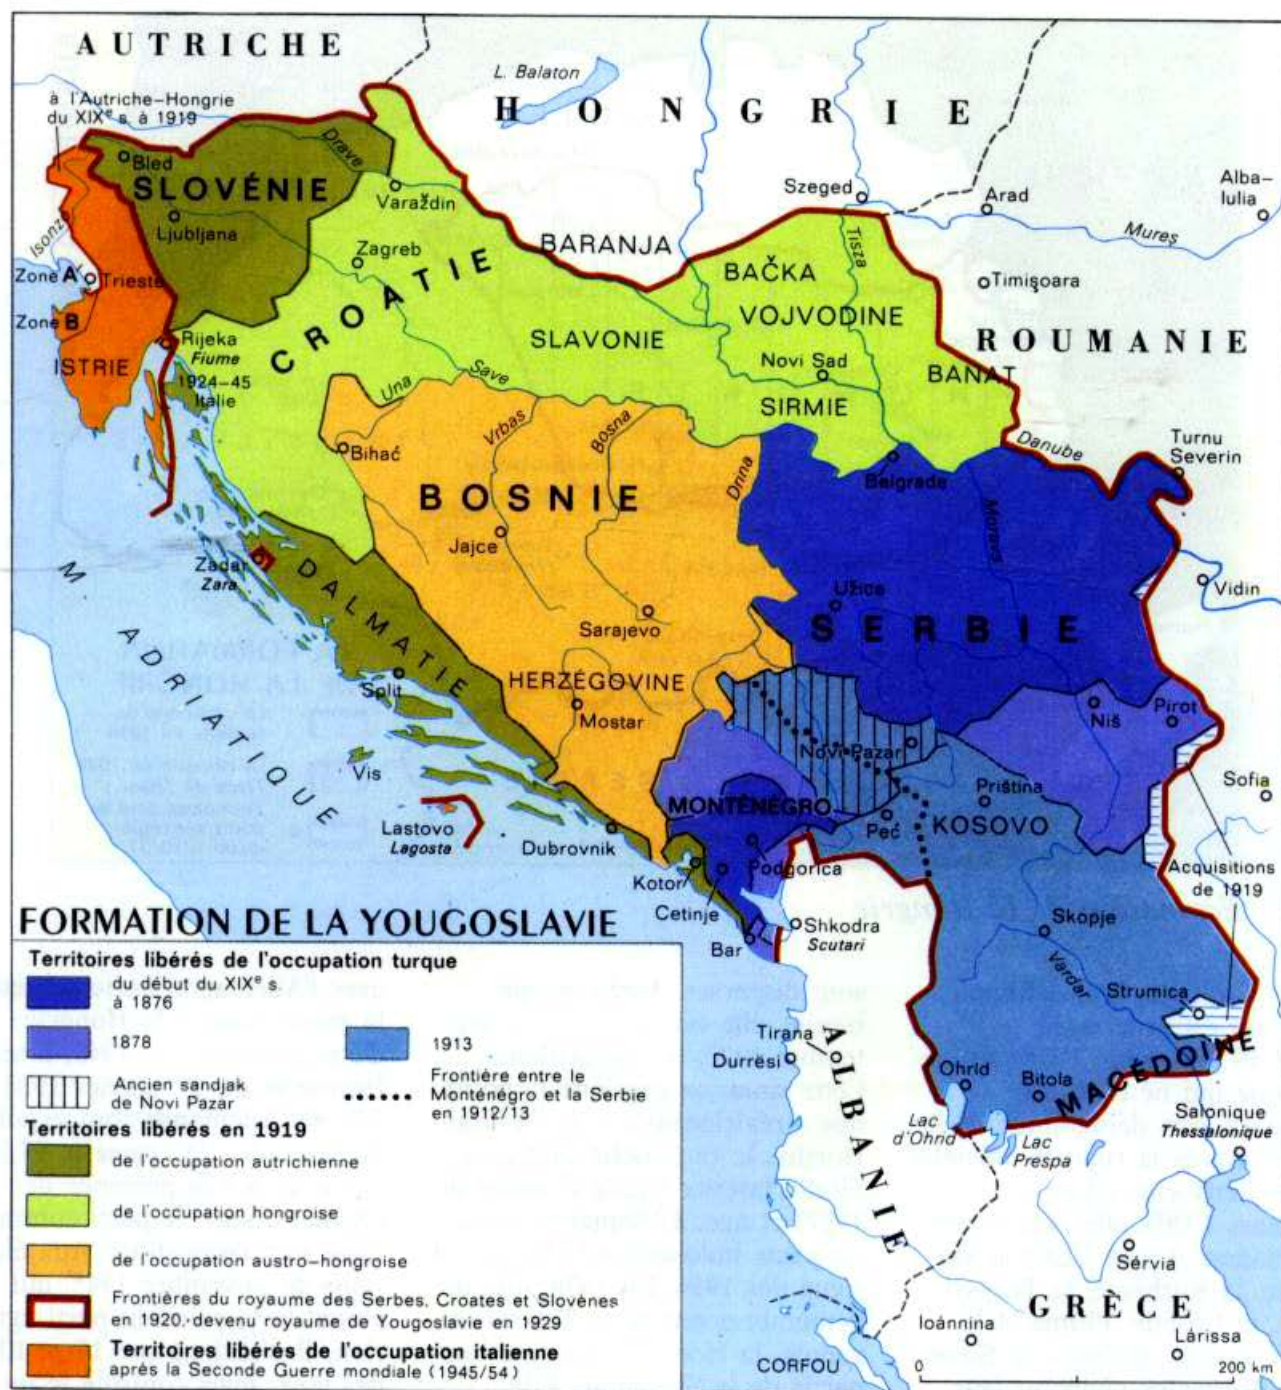 AUTRICHE
à l'Autriche-Hongrie
du XIXe s. à 1919
L. Balaton
HONGRIE
Bled
Drave
SLOVÉNIE
Ljubljana
Varaždin
Szeged
Arad
Alba-
Iulia
Mures
Isonzo
Zone A
Trieste
Zone B
ISTRIE
Zagreb
CROATIE
BARANJA
BAČKA
Tisza
VOJVODINE
Timişoara
Rijeka
Fiume
1924-45
Italie
SLAVONIE
Novi Sad
BANAT
ROUMANIE
SIRMIE
Una
Save
Vrbas
Bosna
Drina
Bihać
BOSNIE
Jajce
Belgrade
Danube
Turnu
Severin
Morava
Vidin
Zadar
Zara
DALMATIE
MER ADRIATIQUE
Užice
SERBIE
Sarajevo
HERZÉGOVINE
Mostar
Split
Vis
Niš
Pirot
Novi Pazar
Sofia
Priština
MONTÉNÉGRO
Peć
KOSOVO
Lastovo
Lagosta
Dubrovnik
Podgorica
Kotor
Cetinje
Bar
Shkodra
Scutari
Acquisitions
de 1919
Skopje
Vardar
Strumica
MACÉDOINE
Tirana
Durrësi
ALBANIE
Ohrid
Bitola
Lac
d'Ohrid
Lac
Prespa
Salonique
Thessalonique
Sérvia
GRÈCE
Ioánnina
Lárissa
CORFOU
0 200 km
FORMATION DE LA YOUGOSLAVIE
Territoires libérés de l'occupation turque
du début du XIXe s.
à 1876
1878
1913
Ancien sandjak
de Novi Pazar
Frontière entre le
Monténégro et la Serbie
en 1912/13
Territoires libérés en 1919
de l'occupation autrichienne
de l'occupation hongroise
de l'occupation austro-hongroise
Frontières du royaume des Serbes, Croates et Slovènes
en 1920, devenu royaume de Yougoslavie en 1929
Territoires libérés de l'occupation italienne
après la Seconde Guerre mondiale (1945/54)